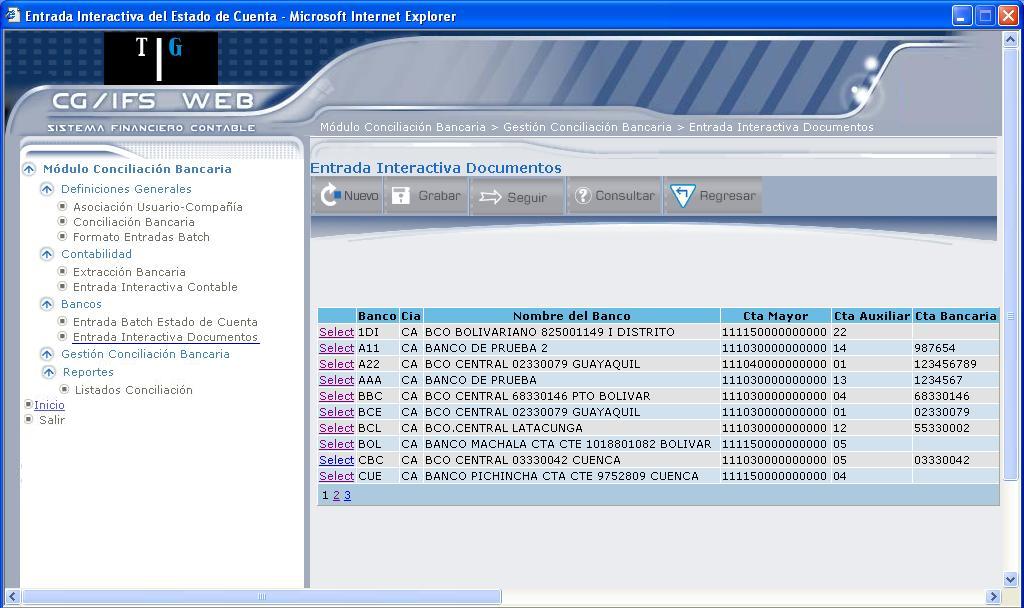 Entrada Interactiva del Estado de Cuenta - Microsoft Internet Explorer
T G
CG/IFS WEB
SISTEMA FINANCIERO CONTABLE
Módulo Conciliación Bancaria > Gestión Conciliación Bancaria > Entrada Interactiva Documentos
Módulo Conciliación Bancaria
Definiciones Generales
Asociación Usuario-Compañía
Conciliación Bancaria
Formato Entradas Batch
Contabilidad
Extracción Bancaria
Entrada Interactiva Contable
Bancos
Entrada Batch Estado de Cuenta
Entrada Interactiva Documentos
Gestión Conciliación Bancaria
Reportes
Listados Conciliación
Inicio
Salir
Entrada Interactiva Documentos
Nuevo Grabar Seguir Consultar Regresar
Banco Cia Nombre del Banco Cta Mayor Cta Auxiliar Cta Bancaria
Select 1DI CA BCO BOLIVARIANO 825001149 I DISTRITO 111150000000000 22
Select A11 CA BANCO DE PRUEBA 2 111030000000000 14 987654
Select A22 CA BCO CENTRAL 02330079 GUAYAQUIL 111040000000000 01 123456789
Select AAA CA BANCO DE PRUEBA 111030000000000 13 1234567
Select BBC CA BCO CENTRAL 68330146 PTO BOLIVAR 111030000000000 04 68330146
Select BCE CA BCO CENTRAL 02330079 GUAYAQUIL 111030000000000 01 02330079
Select BCL CA BCO.CENTRAL LATACUNGA 111030000000000 12 55330002
Select BOL CA BANCO MACHALA CTA CTE 1018801082 BOLIVAR 111150000000000 05
Select CBC CA BCO CENTRAL 03330042 CUENCA 111030000000000 05 03330042
Select CUE CA BANCO PICHINCHA CTA CTE 9752809 CUENCA 111150000000000 04
1 2 3